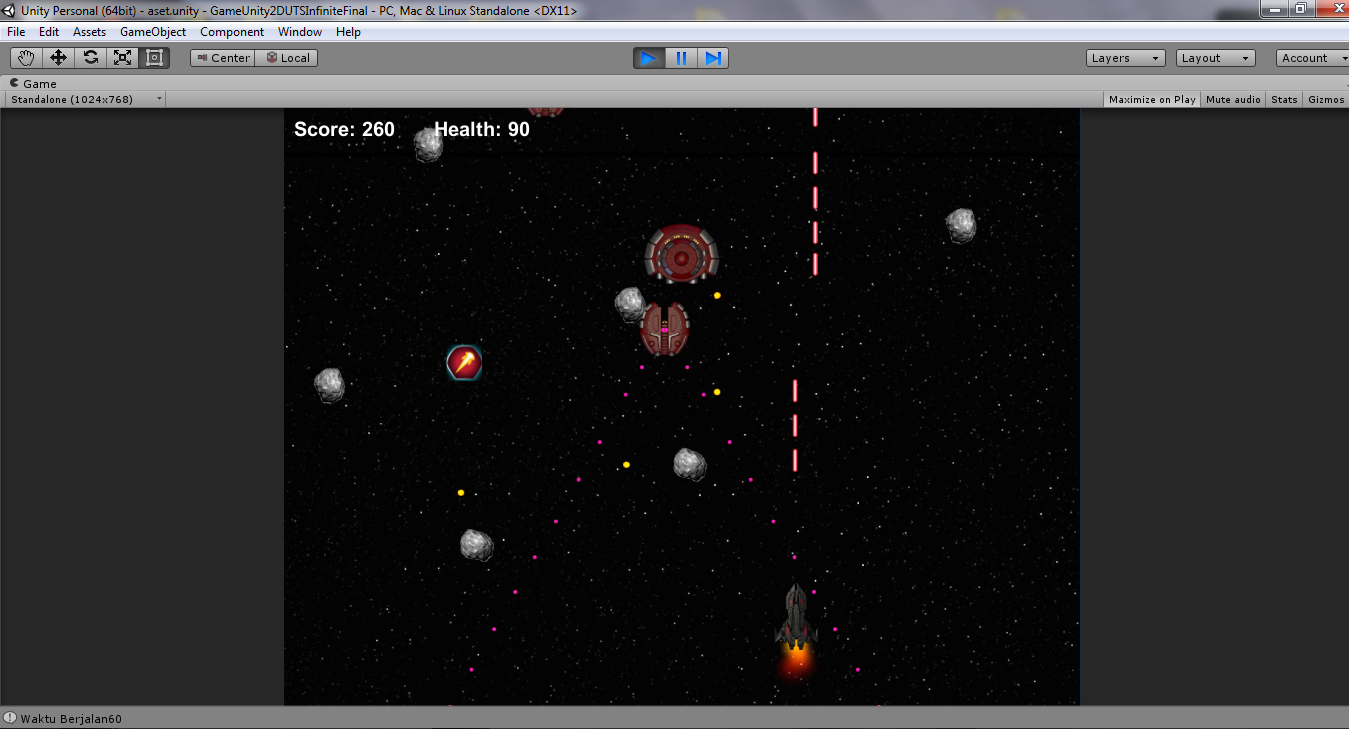 Unity Personal (64bit) - aset.unity - GameUnity2DUTSInfiniteFinal - PC, Mac & Linux Standalone <DX11>
File Edit Assets GameObject Component Window Help
Center Local Layers Layout Account
Game
Standalone (1024x768) Maximize on Play Mute audio Stats Gizmos
Score: 260 Health: 90
Waktu Berjalan60